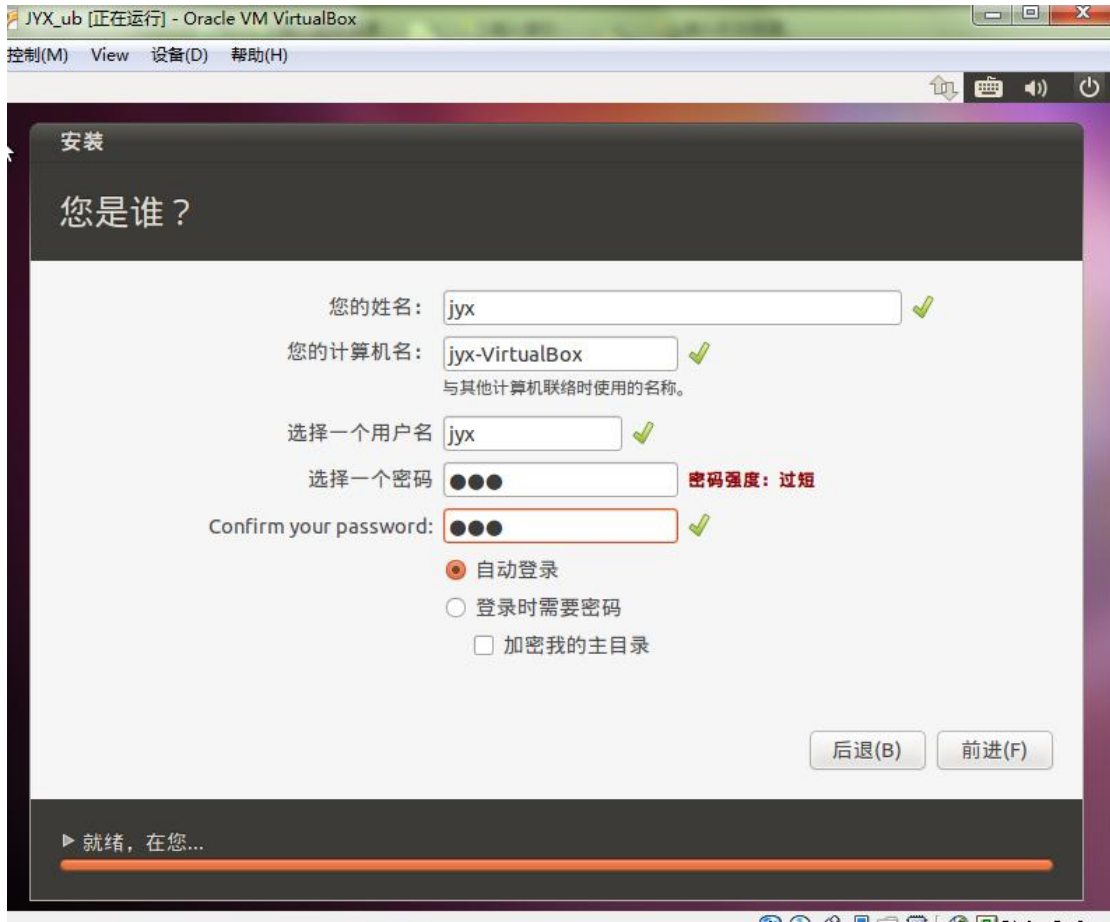 JYX_ub [正在运行] - Oracle VM VirtualBox
控制(M) View 设备(D) 帮助(H)
安装
您是谁？
您的姓名： jyx
您的计算机名： jyx-VirtualBox
与其他计算机联络时使用的名称。
选择一个用户名 jyx
选择一个密码 ●●● 密码强度：过短
Confirm your password: ●●●
自动登录
登录时需要密码
加密我的主目录
后退(B) 前进(F)
就绪，在您...